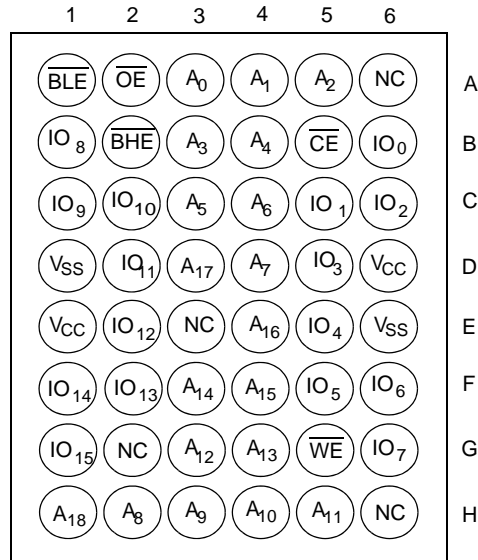 1 2 3 4 5 6
BLE OE A0 A1 A2 NC A
IO8 BHE A3 A4 CE IO0 B
IO9 IO10 A5 A6 IO1 IO2 C
VSS IO11 A17 A7 IO3 VCC D
VCC IO12 NC A16 IO4 VSS E
IO14 IO13 A14 A15 IO5 IO6 F
IO15 NC A12 A13 WE IO7 G
A18 A8 A9 A10 A11 NC H